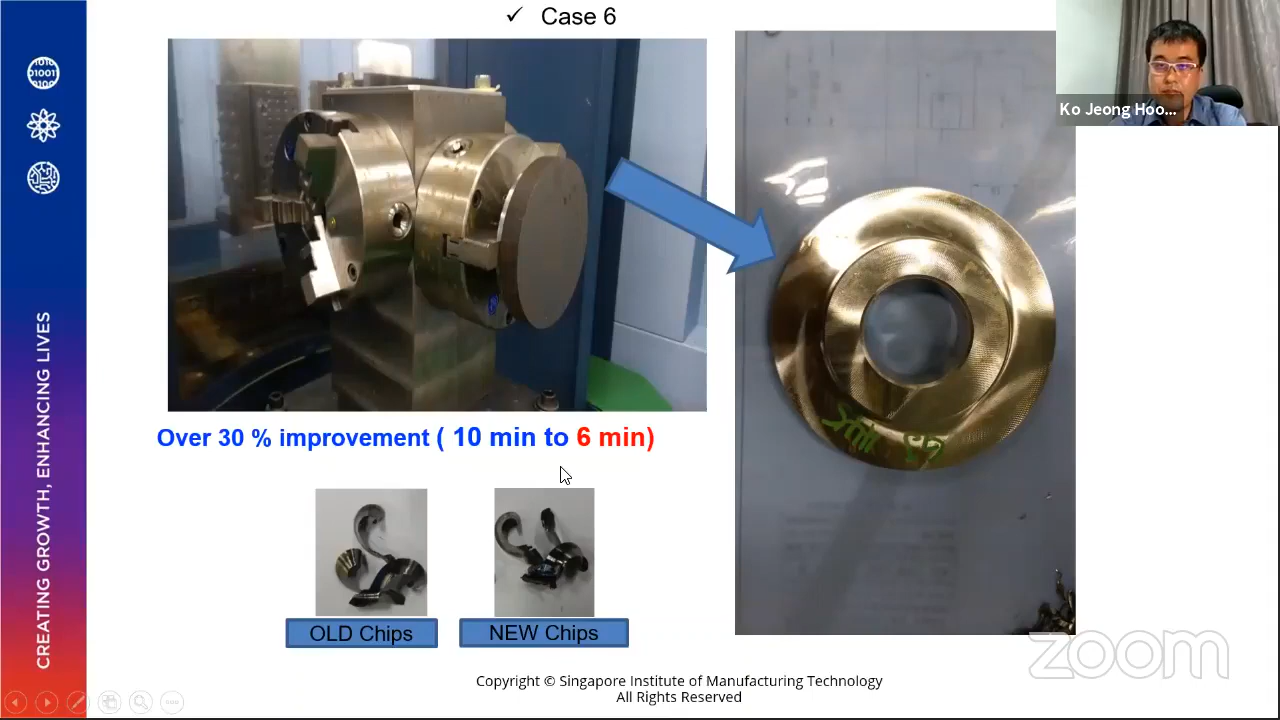 ✓ Case 6
Ko Jeong Hoo...
CREATING GROWTH, ENHANCING LIVES
Over 30 % improvement ( 10 min to 6 min)
OLD Chips
NEW Chips
Copyright © Singapore Institute of Manufacturing Technology
All Rights Reserved
zoom